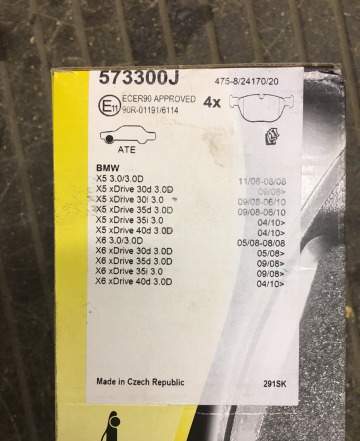 573300J 475-8/24170/20
E11 ECER90 APPROVED
90R-01191/6114 4x
ATE
BMW
X5 3.0/3.0D 11/06-08/08
X5 xDrive 30d 3.0D 09/08>
X5 xDrive 30i 3.0 09/08-06/10
X5 xDrive 35d 3.0D 09/08-06/10
X5 xDrive 35i 3.0 04/10>
X5 xDrive 40d 3.0D 04/10>
X6 3.0/3.0D 05/08-08/08
X6 xDrive 30d 3.0D 05/08>
X6 xDrive 35d 3.0D 09/08>
X6 xDrive 35i 3.0 09/08>
X6 xDrive 40d 3.0D 04/10>
Made in Czech Republic 291SK